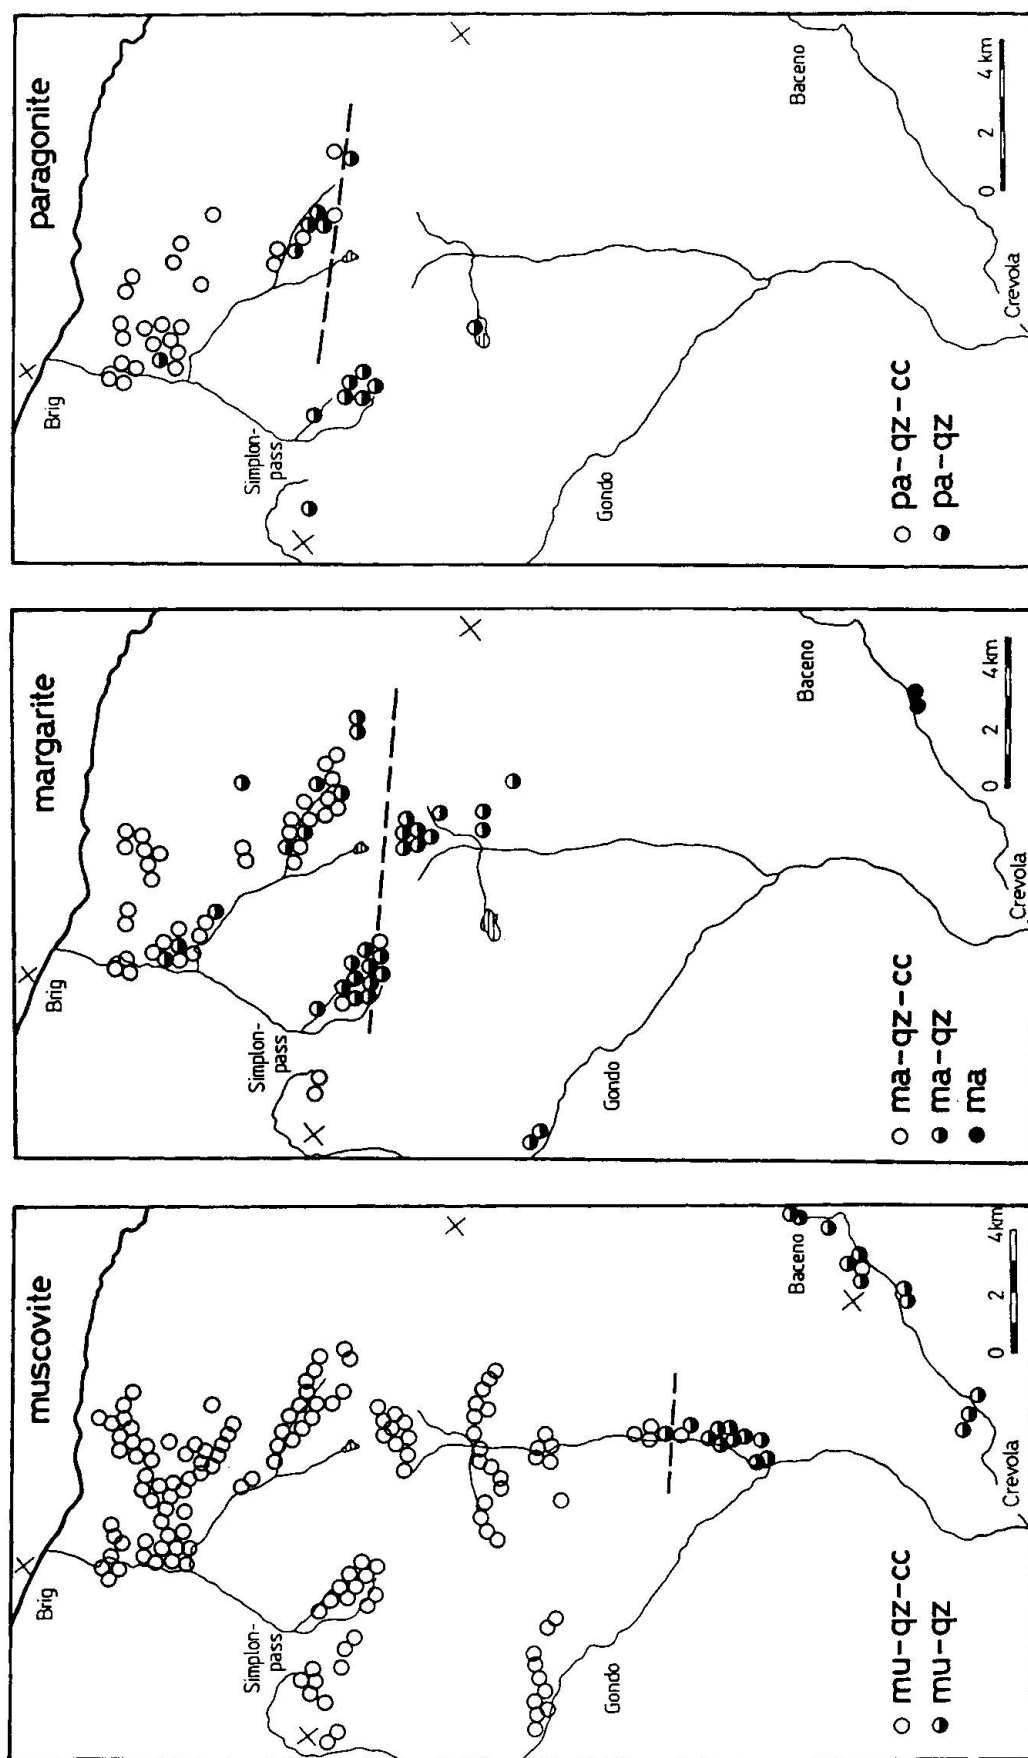 paragonite
Brig
Simplon-
pass
Gondo
Baceno
Crevola
0 2 4 km
pa-qz-cc
pa-qz
margarite
Brig
Simplon-
pass
Gondo
Baceno
Crevola
0 2 4km
ma-qz-cc
ma-qz
ma
muscovite
Brig
Simplon-
pass
Gondo
Baceno
Crevola
0 2 4km
mu-qz-cc
mu-qz